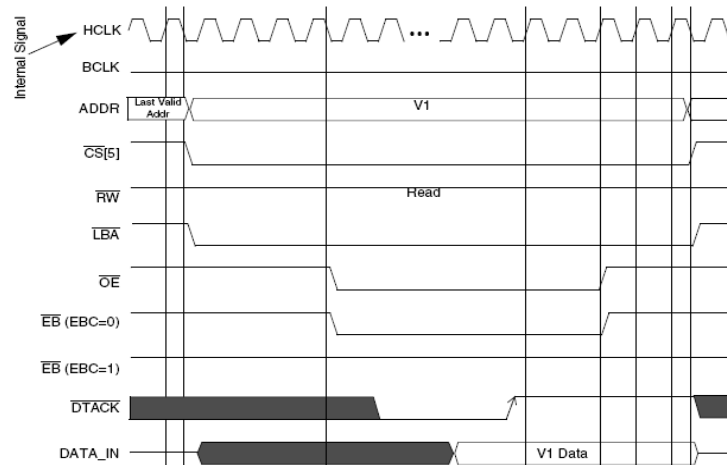 Internal Signal
HCLK
...
BCLK
ADDR
Last Valid
Addr
V1
CS[5]
RW
Read
LBA
OE
EB (EBC=0)
EB (EBC=1)
DTACK
DATA_IN
V1 Data